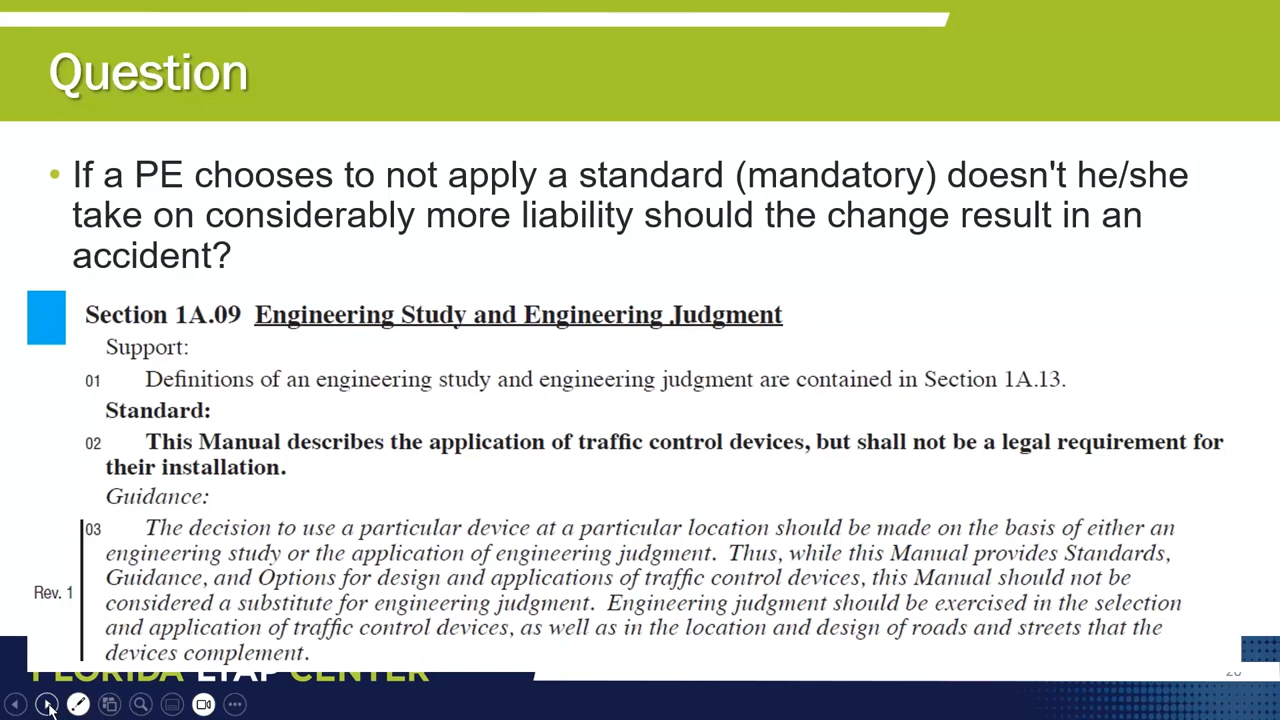 Question
• If a PE chooses to not apply a standard (mandatory) doesn't he/she
take on considerably more liability should the change result in an
accident?
Section 1A.09 Engineering Study and Engineering Judgment
Support:
01 Definitions of an engineering study and engineering judgment are contained in Section 1A.13.
Standard:
02 This Manual describes the application of traffic control devices, but shall not be a legal requirement for
their installation.
Guidance:
03 The decision to use a particular device at a particular location should be made on the basis of either an
engineering study or the application of engineering judgment. Thus, while this Manual provides Standards,
Guidance, and Options for design and applications of traffic control devices, this Manual should not be
Rev. 1 considered a substitute for engineering judgment. Engineering judgment should be exercised in the selection
and application of traffic control devices, as well as in the location and design of roads and streets that the
devices complement.
FLORIDA LTAP CENTER